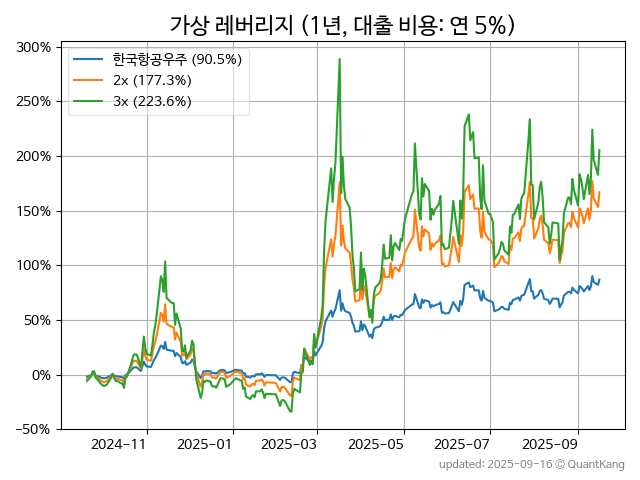 가상 레버리지 (1년, 대출 비용: 연 5%)
300%
250%
200%
150%
100%
50%
0%
−50%
한국항공우주 (90.5%)
2x (177.3%)
3x (223.6%)
2024-11
2025-01
2025-03
2025-05
2025-07
2025-09
updated: 2025-09-16 © QuantKang